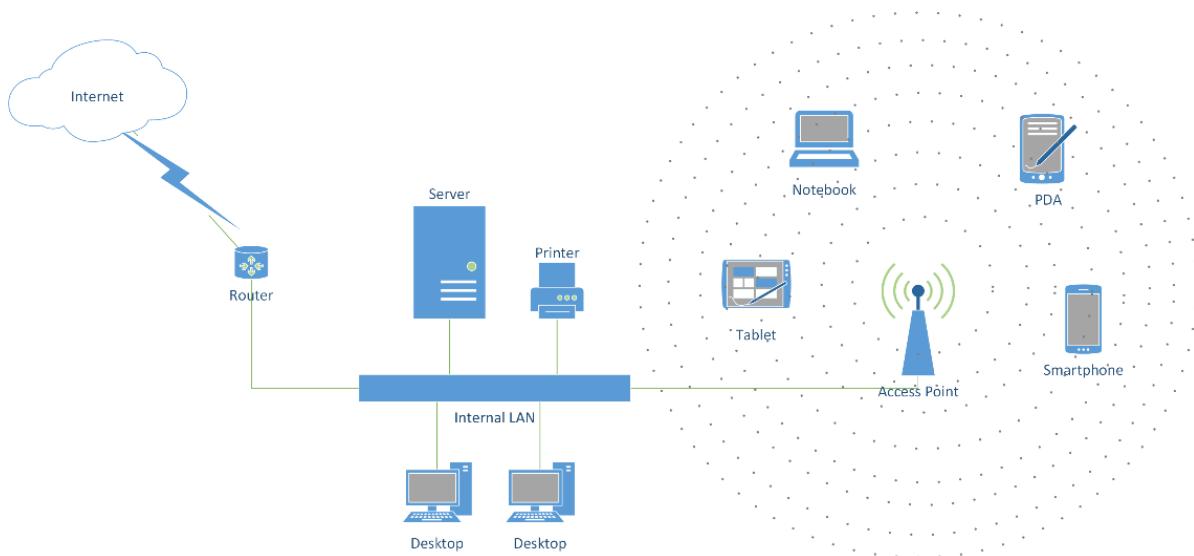 Internet
Server
Printer
Router
Internal LAN
Desktop
Desktop
Notebook
PDA
Tablet
Access Point
Smartphone